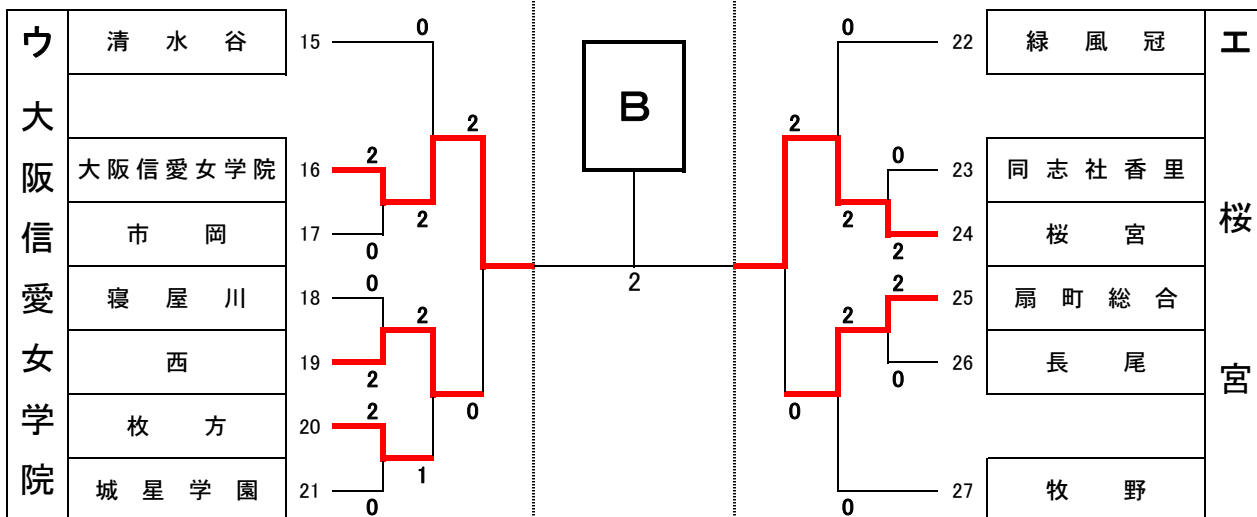 ウ 大阪信愛女学院
清水谷 15 0
2
大阪信愛女学院 16 2
2
市岡 17 0
寝屋川 18 0
2
西 19 2
0
枚方 20 2
1
城星学園 21 0
B
2
エ 桜宮
0 22 緑風冠
2
0 23 同志社香里
2
2 24 桜宮
2 25 扇町総合
2
0 26 長尾
0
0 27 牧野